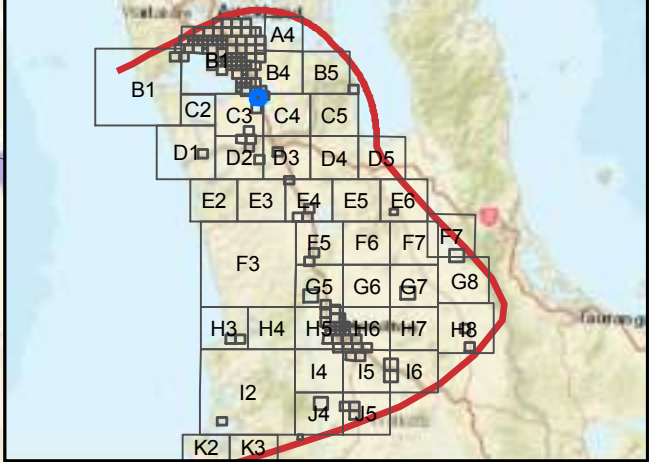 A4
B1 B1 B4 B5
C2 C3 C4 C5
D1 D2 D3 D4 D5
E2 E3 E4 E5 E6
F3 E5 F6 F7 F7
G5 G6 G7 G8
H3 H4 H5 H6 H7 H8
I2 I4 I5 I6
J4 J5
K2 K3